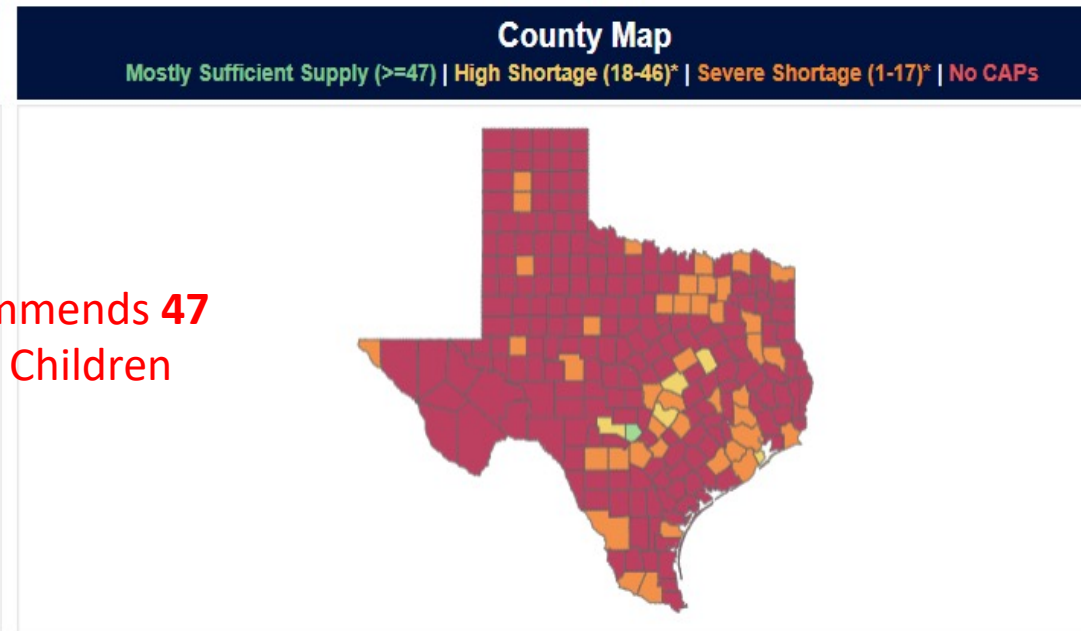 County Map
Mostly Sufficient Supply (>=47) | High Shortage (18-46)* | Severe Shortage (1-17)* | No CAPs
mmends 47
Children